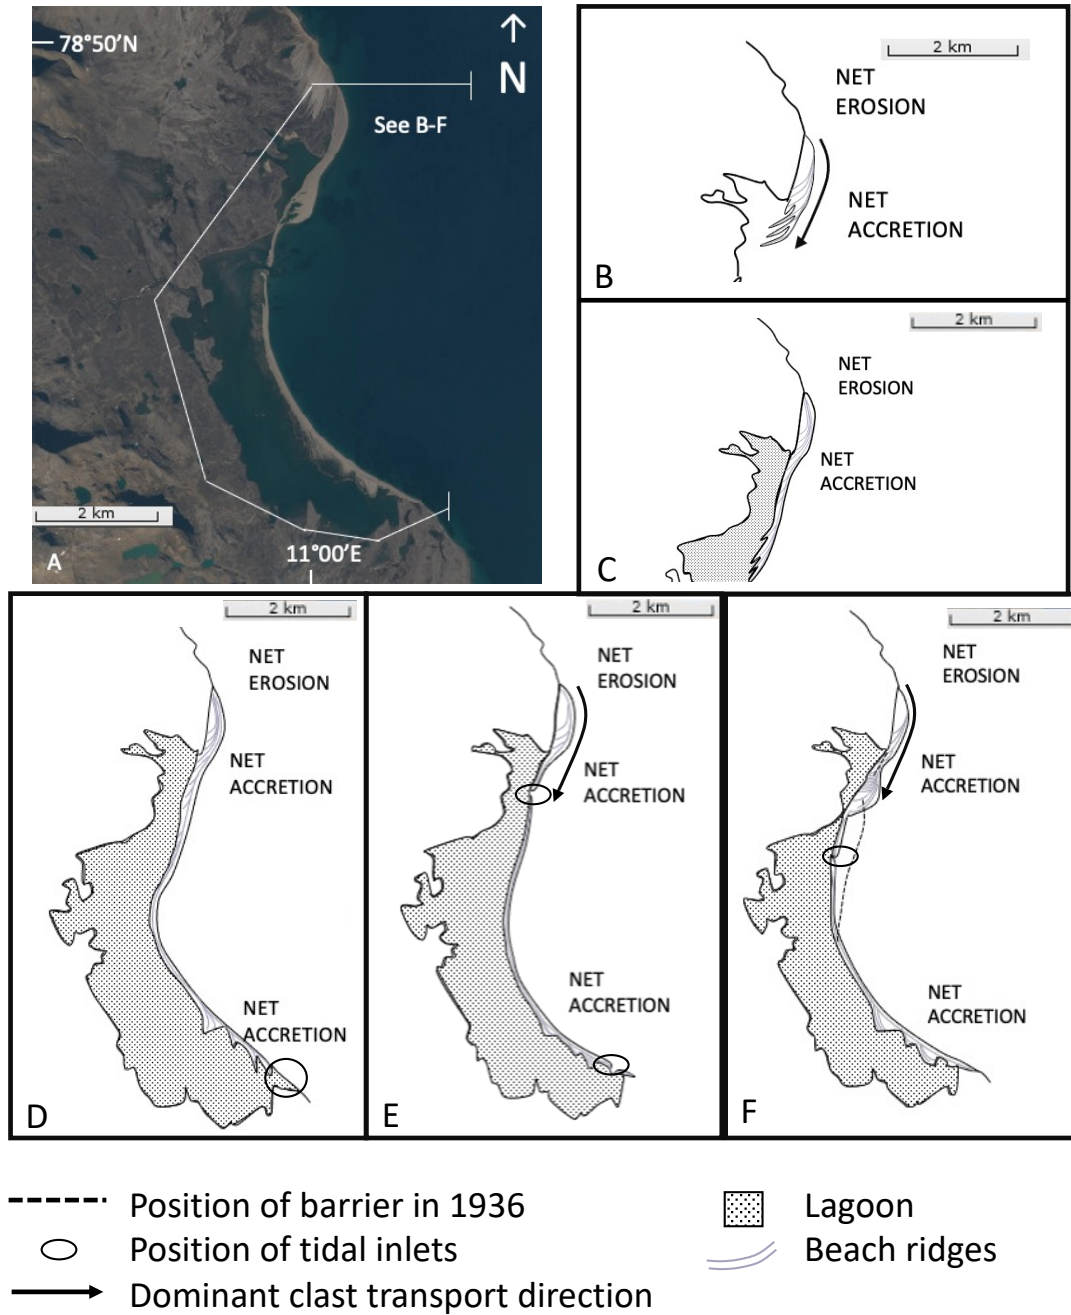 78°50'N
N
See B-F
2 km
11°00'E
A
2 km
NET
EROSION
NET
ACCRETION
B
2 km
NET
EROSION
NET
ACCRETION
C
2 km
NET
EROSION
NET
ACCRETION
NET
ACCRETION
D
2 km
NET
EROSION
NET
ACCRETION
NET
ACCRETION
E
2 km
NET
EROSION
NET
ACCRETION
NET
ACCRETION
F
Position of barrier in 1936
Lagoon
Position of tidal inlets
Beach ridges
Dominant clast transport direction